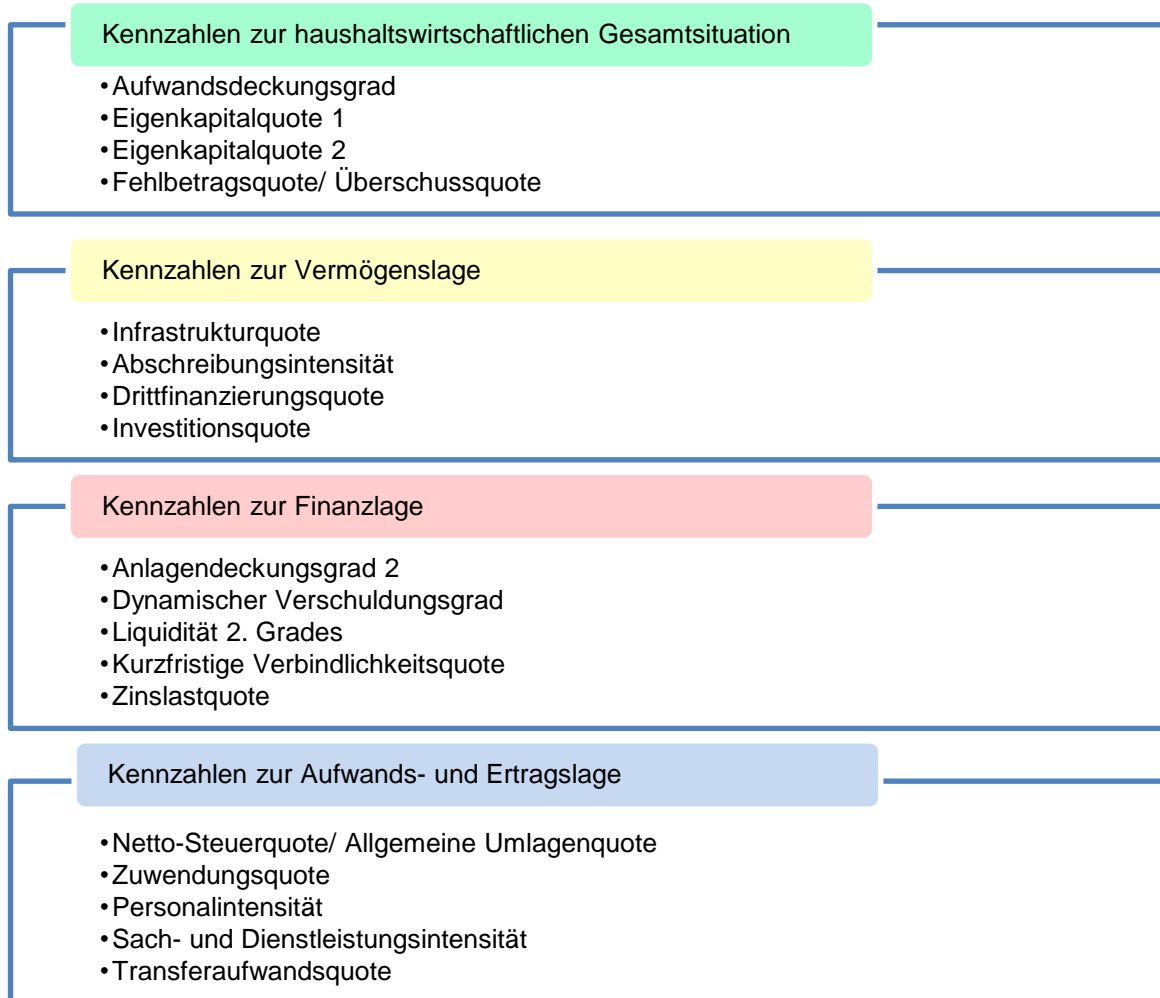 Kennzahlen zur haushaltswirtschaftlichen Gesamtsituation
•Aufwandsdeckungsgrad
•Eigenkapitalquote 1
•Eigenkapitalquote 2
•Fehlbetragsquote/ Überschussquote
Kennzahlen zur Vermögenslage
•Infrastrukturquote
•Abschreibungsintensität
•Drittfinanzierungsquote
•Investitionsquote
Kennzahlen zur Finanzlage
•Anlagendeckungsgrad 2
•Dynamischer Verschuldungsgrad
•Liquidität 2. Grades
•Kurzfristige Verbindlichkeitsquote
•Zinslastquote
Kennzahlen zur Aufwands- und Ertragslage
•Netto-Steuerquote/ Allgemeine Umlagenquote
•Zuwendungsquote
•Personalintensität
•Sach- und Dienstleistungsintensität
•Transferaufwandsquote